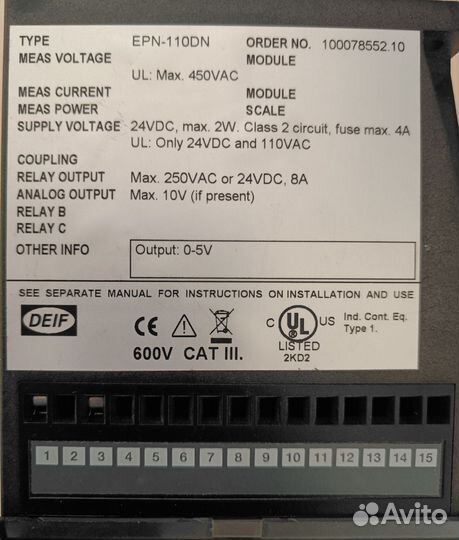 TYPE EPN-110DN ORDER NO. 100078552.10
MEAS VOLTAGE MODULE
UL: Max. 450VAC
MEAS CURRENT MODULE
MEAS POWER SCALE
SUPPLY VOLTAGE 24VDC, max. 2W. Class 2 circuit, fuse max. 4A
UL: Only 24VDC and 110VAC
COUPLING
RELAY OUTPUT Max. 250VAC or 24VDC, 8A
ANALOG OUTPUT Max. 10V (if present)
RELAY B
RELAY C
OTHER INFO Output: 0-5V
SEE SEPARATE MANUAL FOR INSTRUCTIONS ON INSTALLATION AND USE
DEIF CE C UL US Ind. Cont. Eq.
Type 1.
LISTED
600V CAT III. 2KD2
1 2 3 4 5 6 7 8 9 10 11 12 13 14 15
Avito